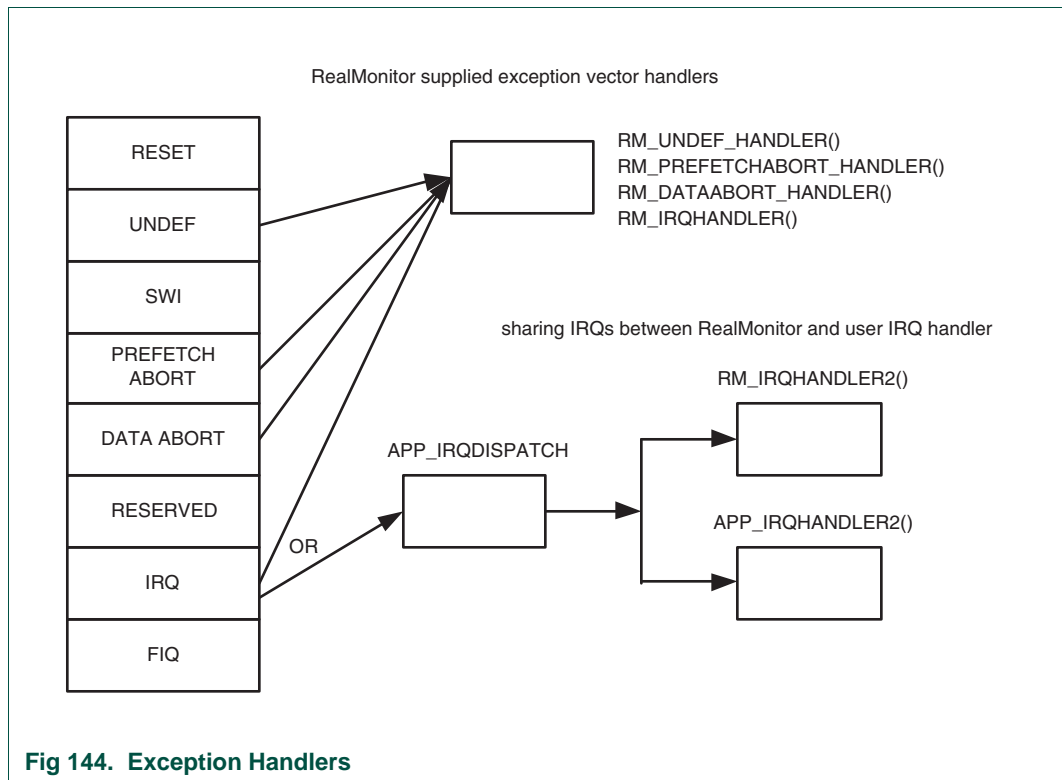 RealMonitor supplied exception vector handlers
RESET
UNDEF
SWI
PREFETCH
ABORT
DATA ABORT
RESERVED
IRQ
FIQ
RM_UNDEF_HANDLER()
RM_PREFETCHABORT_HANDLER()
RM_DATAABORT_HANDLER()
RM_IRQHANDLER()
sharing IRQs between RealMonitor and user IRQ handler
RM_IRQHANDLER2()
APP_IRQDISPATCH
APP_IRQHANDLER2()
OR
Fig 144. Exception Handlers